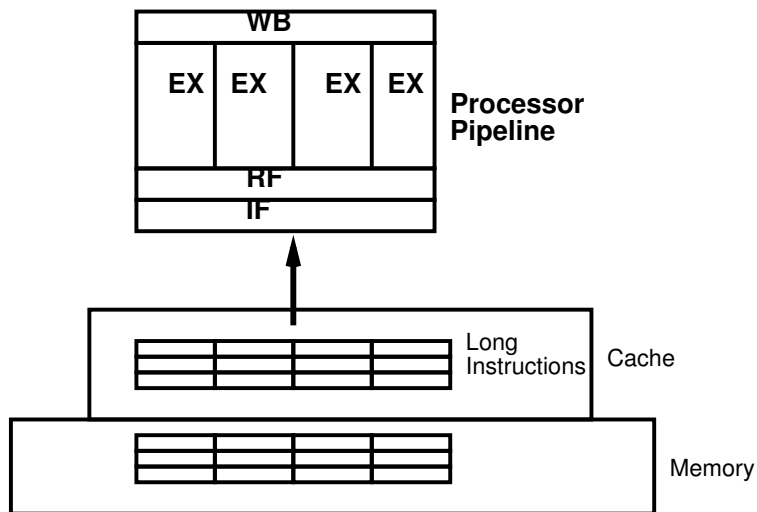 WB
EX EX EX EX
Processor
Pipeline
RF
IF
Long
Instructions
Cache
Memory